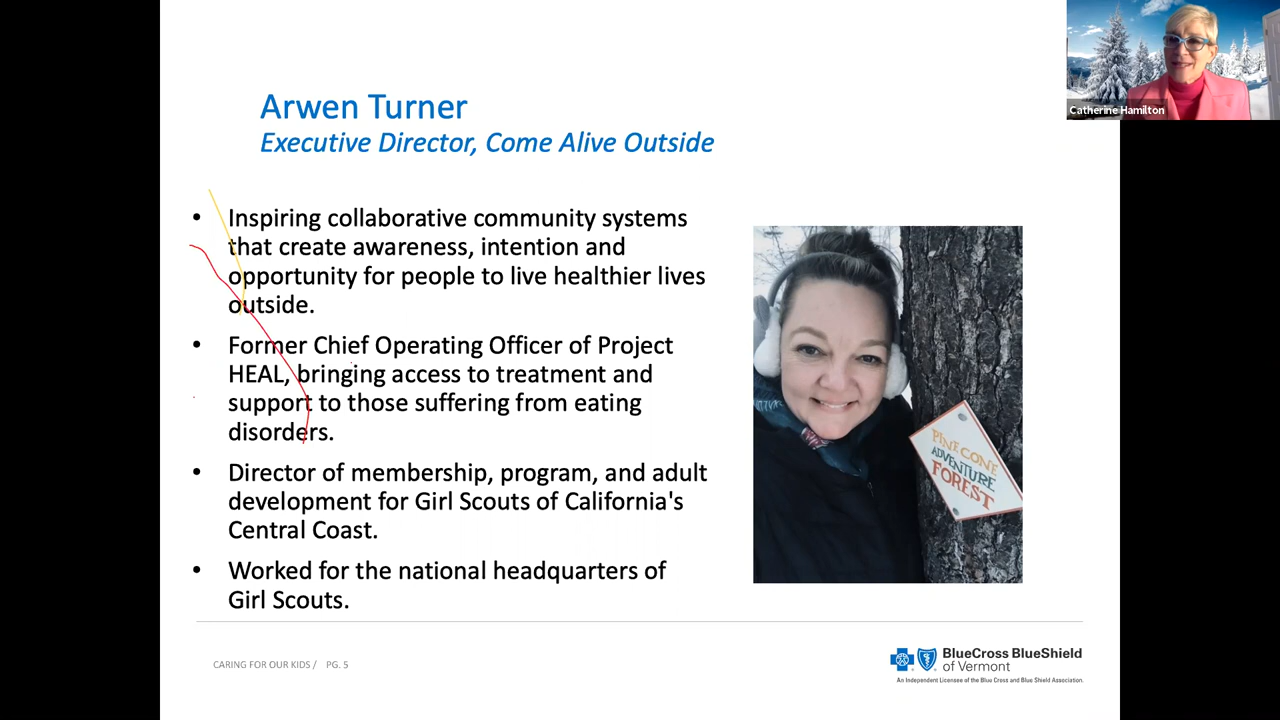 Catherine Hamilton
Arwen Turner
Executive Director, Come Alive Outside
• Inspiring collaborative community systems
that create awareness, intention and
opportunity for people to live healthier lives
outside.
• Former Chief Operating Officer of Project
HEAL, bringing access to treatment and
support to those suffering from eating
disorders.
• Director of membership, program, and adult
development for Girl Scouts of California's
Central Coast.
• Worked for the national headquarters of
Girl Scouts.
PINE CONE
ADVENTURE
FOREST
CARING FOR OUR KIDS / PG. 5
BlueCross BlueShield
of Vermont
An Independent Licensee of the Blue Cross and Blue Shield Association.